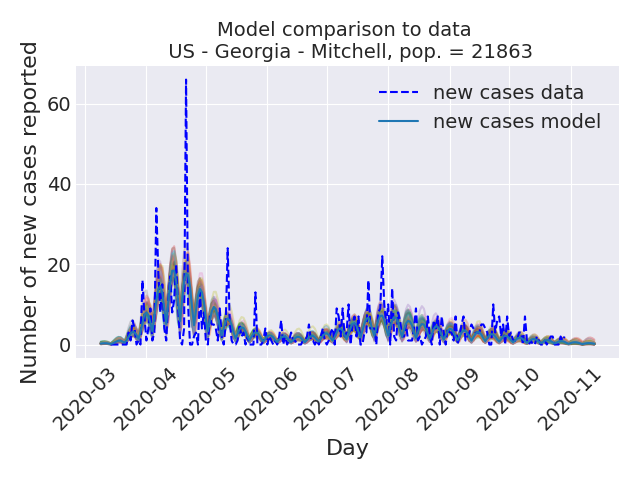 Model comparison to data
US - Georgia - Mitchell, pop. = 21863
Number of new cases reported
60
40
20
0
new cases data
new cases model
2020-03
2020-04
2020-05
2020-06
2020-07
2020-08
2020-09
2020-10
2020-11
Day